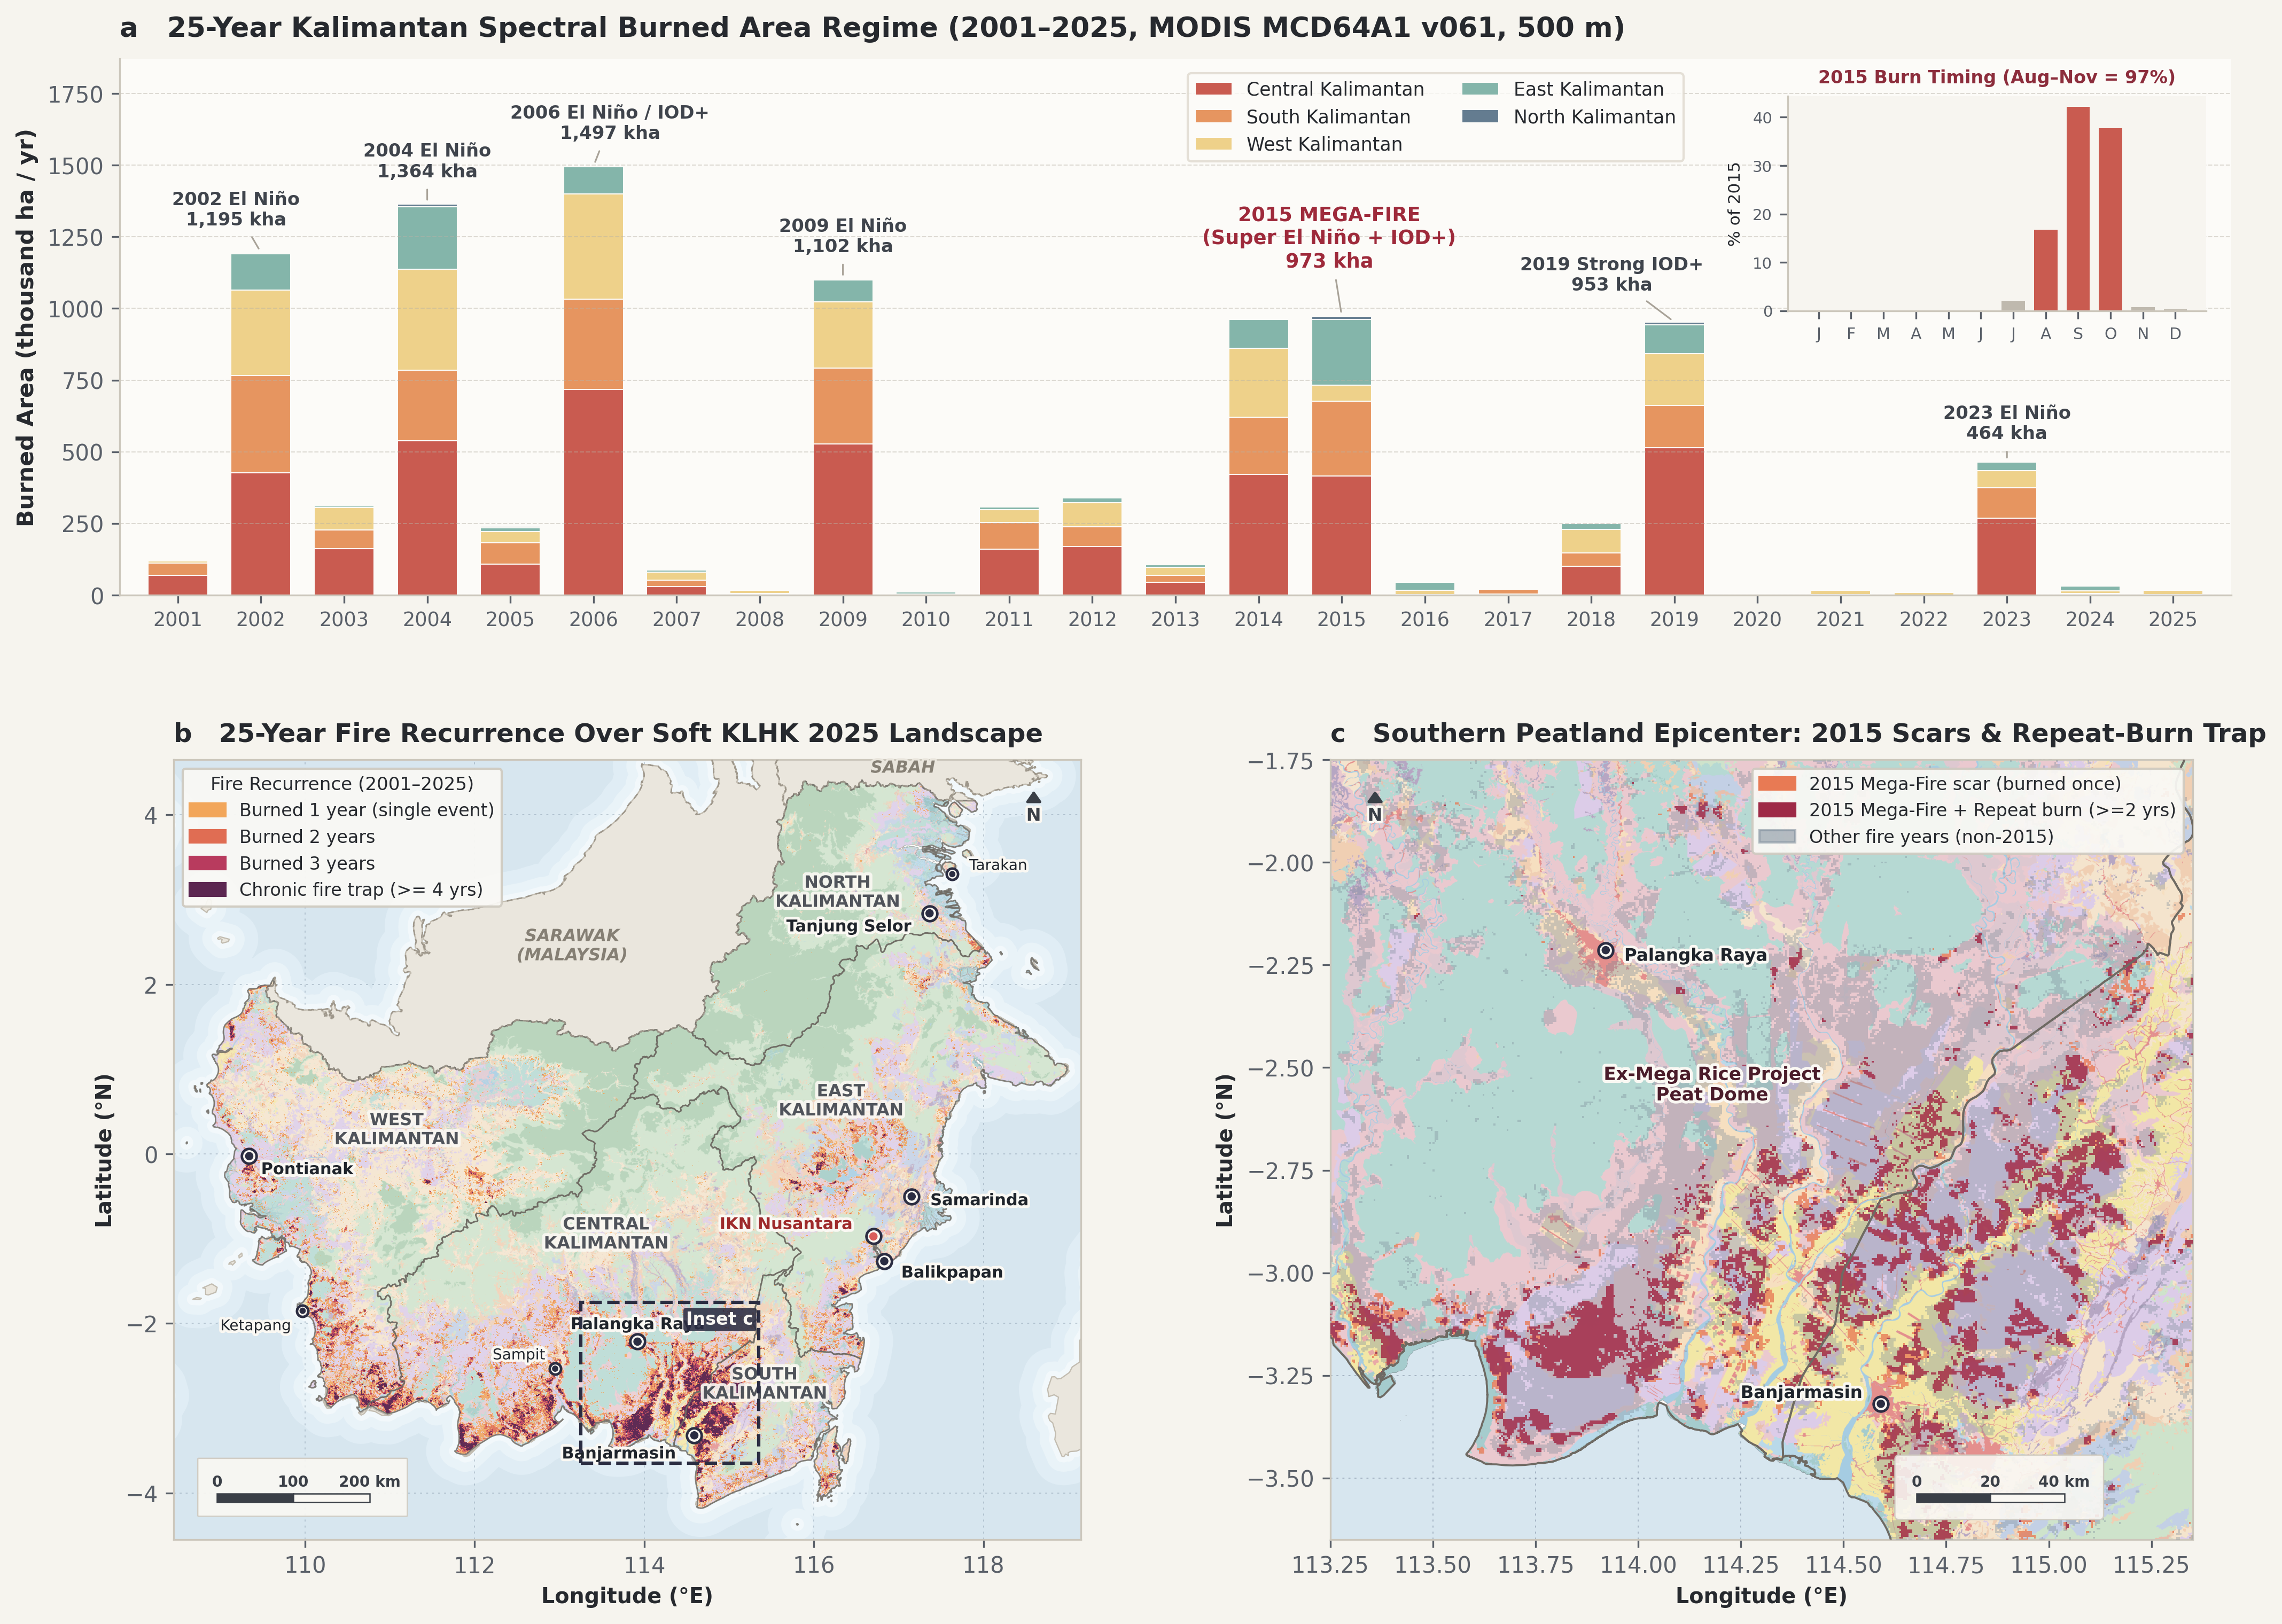 a 25-Year Kalimantan Spectral Burned Area Regime (2001–2025, MODIS MCD64A1 v061, 500 m)
Burned Area (thousand ha / yr)
1750
1500
1250
1000
750
500
250
0
2002 El Niño
1,195 kha
2004 El Niño
1,364 kha
2006 El Niño / IOD+
1,497 kha
2009 El Niño
1,102 kha
2015 MEGA-FIRE
(Super El Niño + IOD+)
973 kha
2019 Strong IOD+
953 kha
2023 El Niño
464 kha
Central Kalimantan
South Kalimantan
West Kalimantan
East Kalimantan
North Kalimantan
2015 Burn Timing (Aug–Nov = 97%)
% of 2015
40
30
20
10
0
J F M A M J J A S O N D
2001 2002 2003 2004 2005 2006 2007 2008 2009 2010 2011 2012 2013 2014 2015 2016 2017 2018 2019 2020 2021 2022 2023 2024 2025
b 25-Year Fire Recurrence Over Soft KLHK 2025 Landscape
Fire Recurrence (2001–2025)
Burned 1 year (single event)
Burned 2 years
Burned 3 years
Chronic fire trap (>= 4 yrs)
SABAH
N
Tarakan
NORTH
KALIMANTAN
Tanjung Selor
SARAWAK
(MALAYSIA)
EAST
KALIMANTAN
WEST
KALIMANTAN
Pontianak
Samarinda
IKN Nusantara
CENTRAL
KALIMANTAN
Balikpapan
Ketapang
Inset c
Palangka Ra
Sampit
SOUTH
KALIMANTAN
Banjarmasin
0 100 200 km
Latitude (°N)
4
2
0
−2
−4
110 112 114 116 118
Longitude (°E)
c Southern Peatland Epicenter: 2015 Scars & Repeat-Burn Trap
2015 Mega-Fire scar (burned once)
2015 Mega-Fire + Repeat burn (>=2 yrs)
Other fire years (non-2015)
N
Palangka Raya
Ex-Mega Rice Project
Peat Dome
Banjarmasin
0 20 40 km
Latitude (°N)
−1.75
−2.00
−2.25
−2.50
−2.75
−3.00
−3.25
−3.50
113.25 113.50 113.75 114.00 114.25 114.50 114.75 115.00 115.25
Longitude (°E)